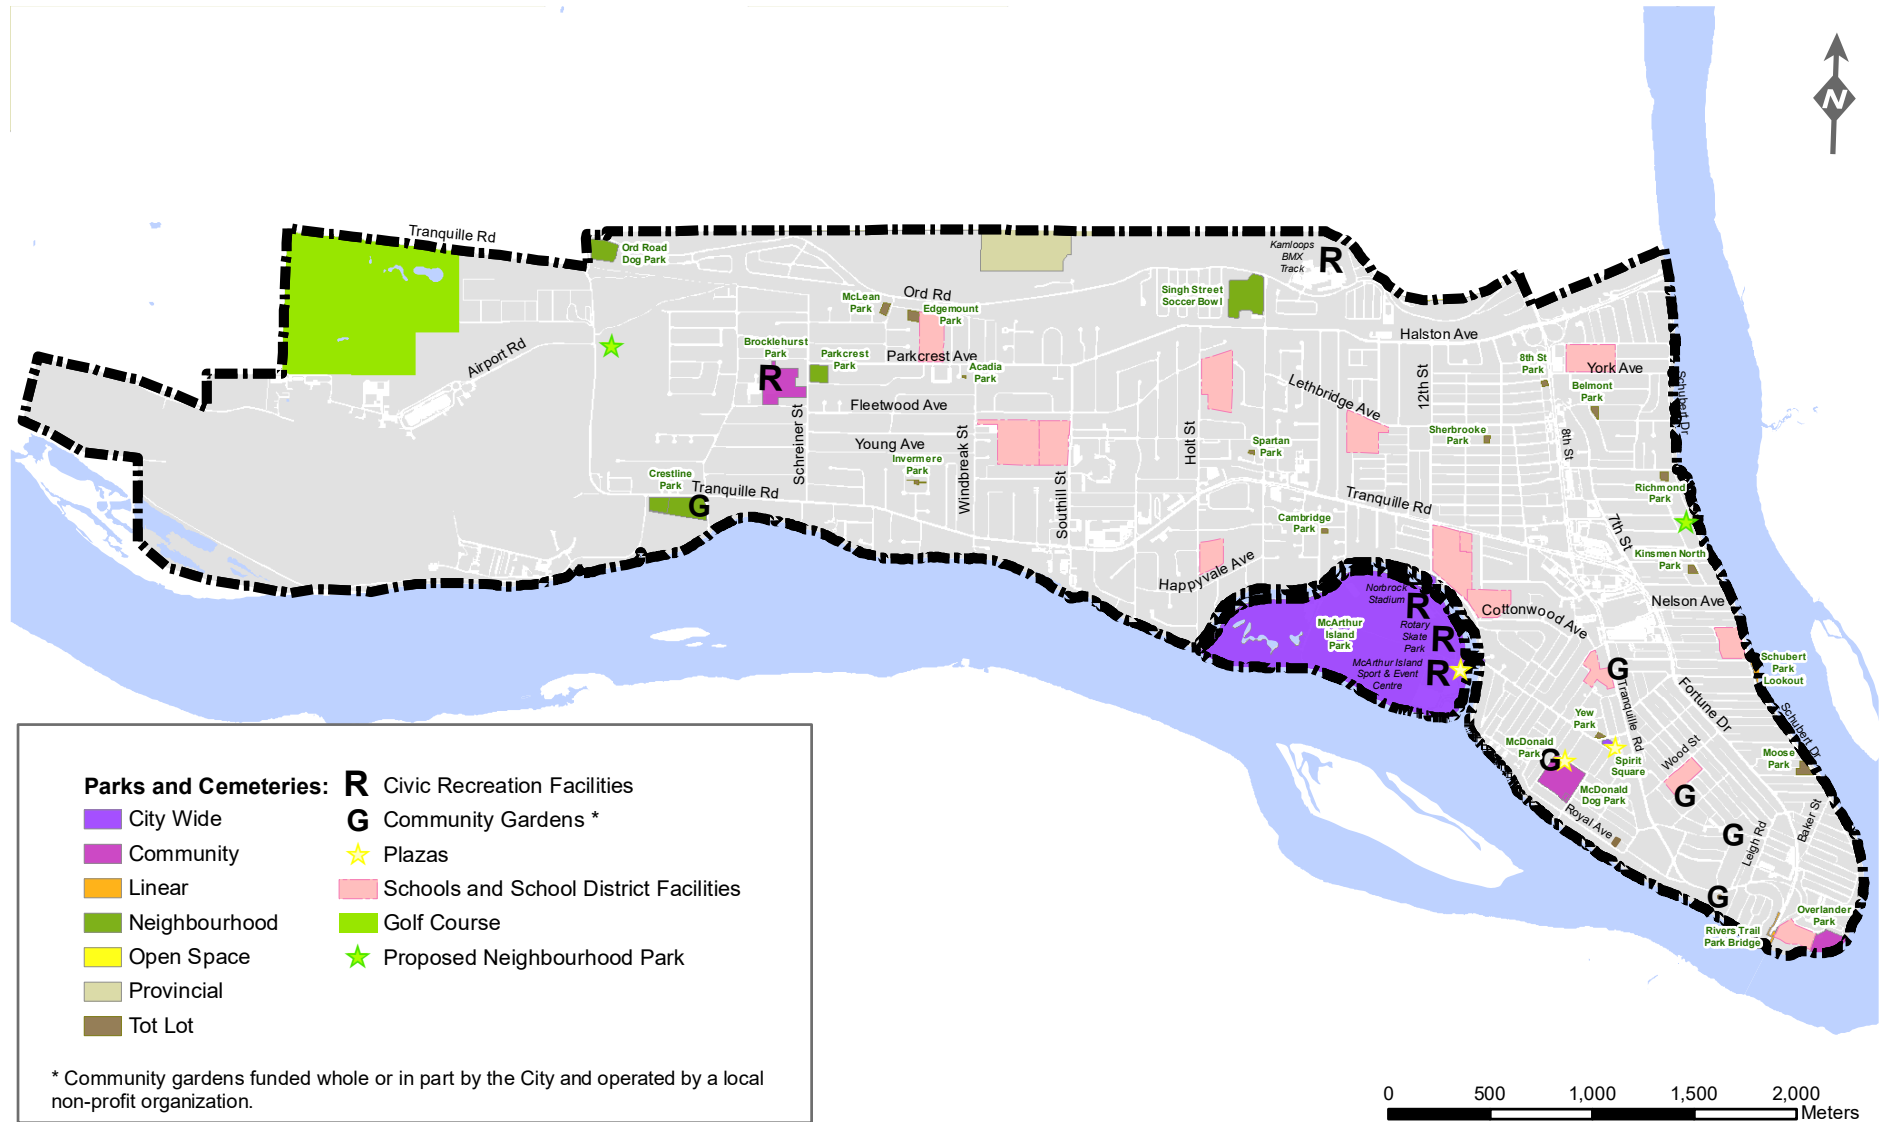 N
Tranquille Rd
Ord Road
Dog Park
Kamloops
BMX
Track
R
Singh Street
Soccer Bowl
McLean
Park
Ord Rd
Edgemount
Park
Halston Ave
Airport Rd
Brocklehurst
Park
R
Parkcrest
Park
Parkcrest Ave
Acadia
Park
8th St
Park
York Ave
Belmont
Park
Schubert Dr
Lethbridge Ave
12th St
Fleetwood Ave
Schreiner St
Young Ave
Windbreak St
Invermere
Park
Holt St
Spartan
Park
Sherbrooke
Park
8th St
Crestline
Park
G
Tranquille Rd
Southill St
Tranquille Rd
Richmond
Park
Cambridge
Park
7th St
Kinsmen North
Park
Happyvale Ave
Norbrock
Stadium
R
Nelson Ave
Cottonwood Ave
McArthur
Island
Park
Rotary
Skate
Park
R
McArthur Island
Sport & Event
Centre
R
G
Schubert
Park
Lookout
Tranquille Rd
Fortune Dr
Schubert Dr
Yew
Park
McDonald
Park
G
Spirit
Square
Wood St
Moose
Park
McDonald
Dog Park
G
Royal Ave
G
Leigh Rd
Baker St
G
Overlander
Park
Rivers Trail
Park Bridge
Parks and Cemeteries:
City Wide
Community
Linear
Neighbourhood
Open Space
Provincial
Tot Lot
R Civic Recreation Facilities
G Community Gardens *
Plazas
Schools and School District Facilities
Golf Course
Proposed Neighbourhood Park
* Community gardens funded whole or in part by the City and operated by a local
non-profit organization.
0 500 1,000 1,500 2,000
Meters